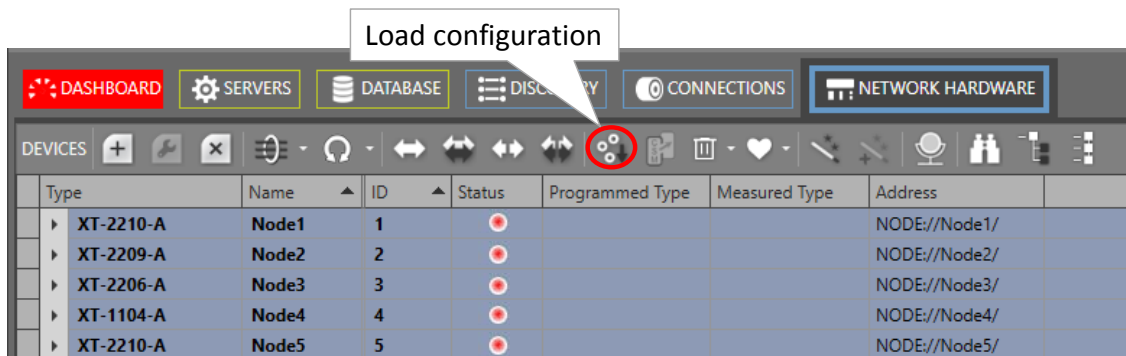 Load configuration
DASHBOARD SERVERS DATABASE DISCOVERY CONNECTIONS NETWORK HARDWARE
DEVICES
Type Name ID Status Programmed Type Measured Type Address
XT-2210-A Node1 1 NODE://Node1/
XT-2209-A Node2 2 NODE://Node2/
XT-2206-A Node3 3 NODE://Node3/
XT-1104-A Node4 4 NODE://Node4/
XT-2210-A Node5 5 NODE://Node5/